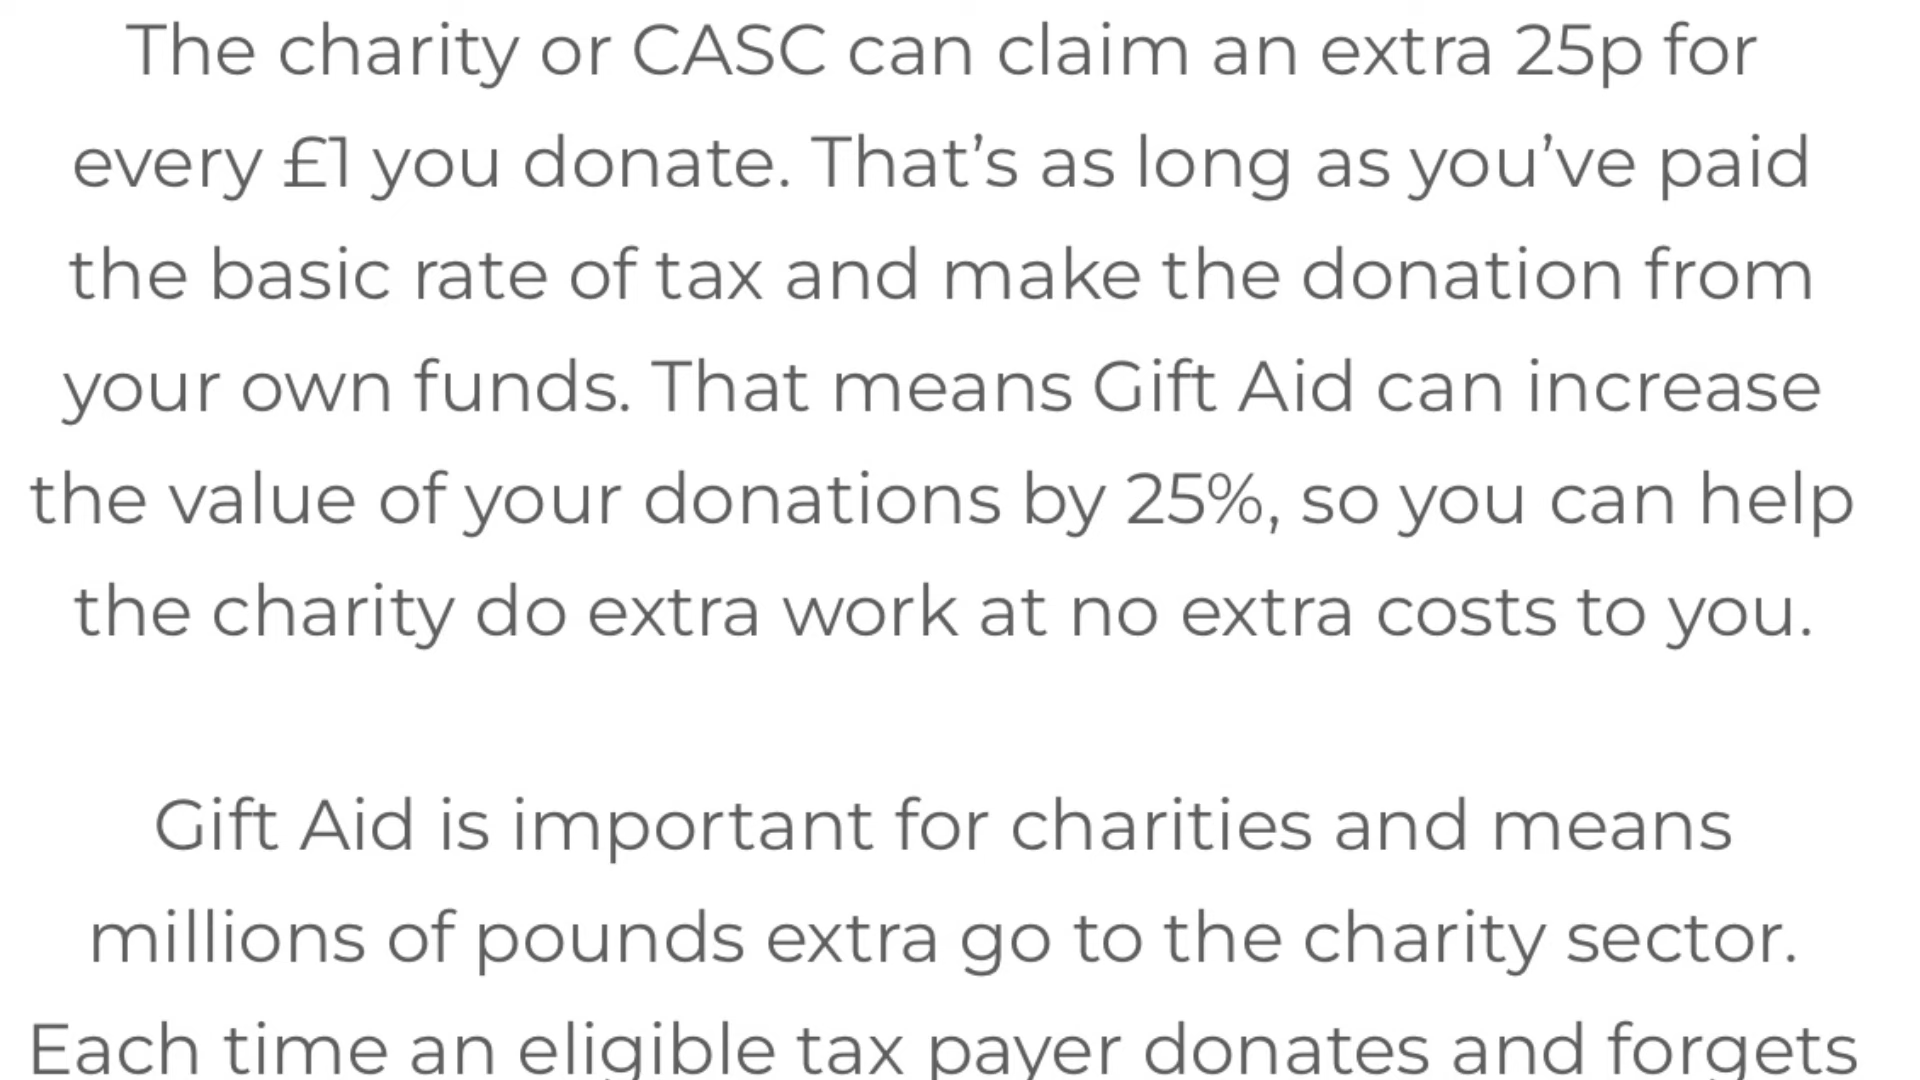 The charity or CASC can claim an extra 25p for
every £1 you donate. That’s as long as you’ve paid
the basic rate of tax and make the donation from
your own funds. That means Gift Aid can increase
the value of your donations by 25%, so you can help
the charity do extra work at no extra costs to you.
Gift Aid is important for charities and means
millions of pounds extra go to the charity sector.
Each time an eligible tax payer donates and forgets